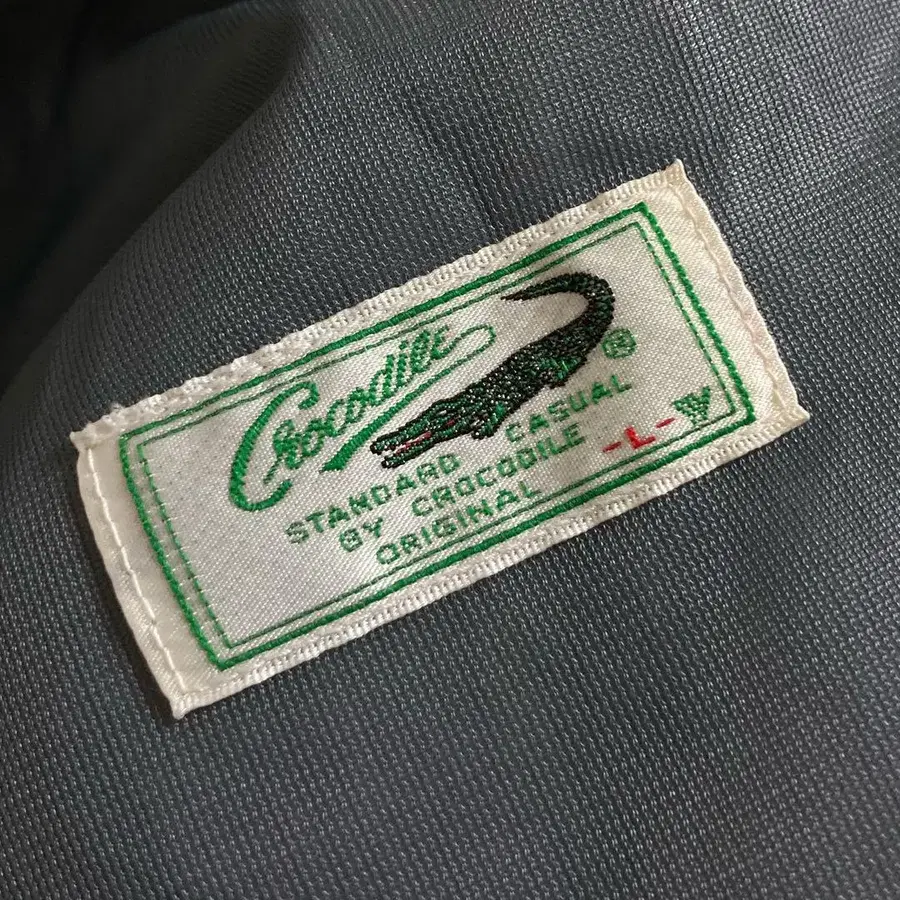 Crocodile
®
STANDARD CASUAL
BY CROCODILE
ORIGINAL
-L-